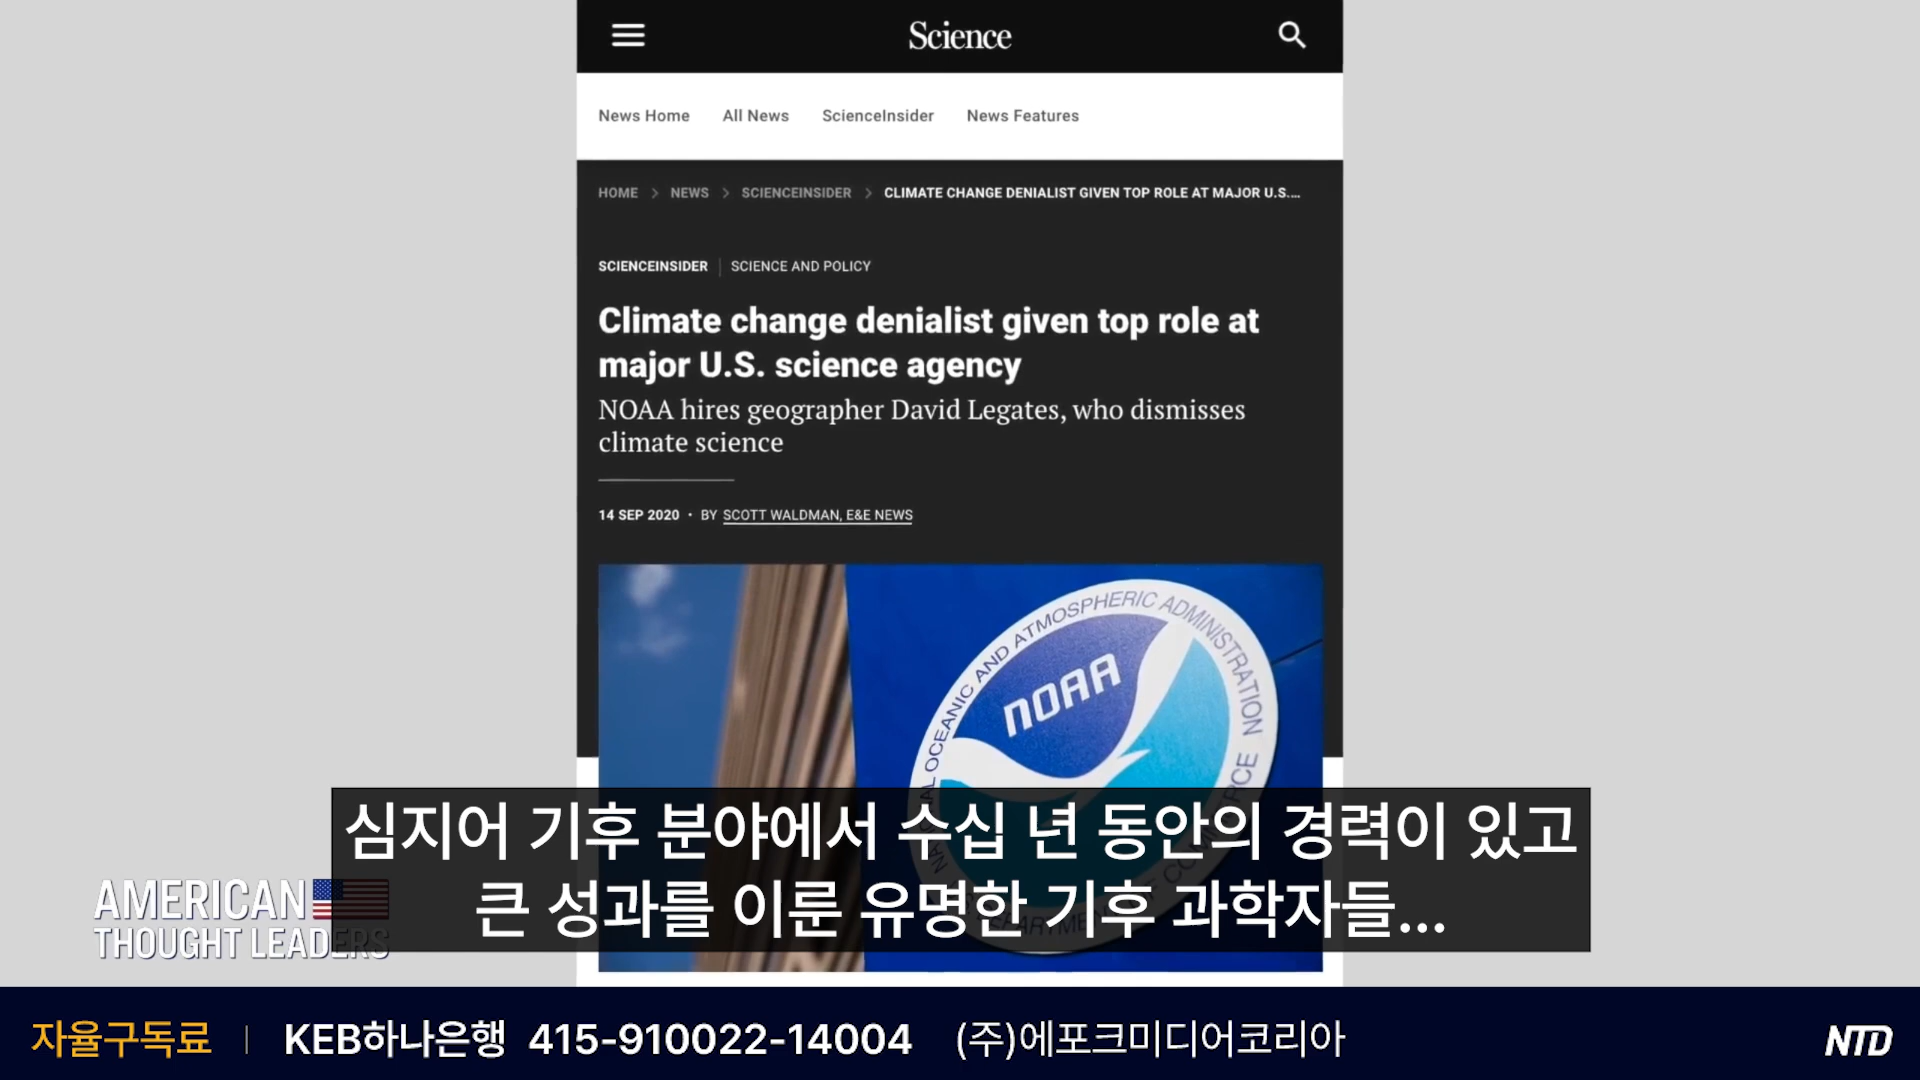 Science
News Home All News ScienceInsider News Features
HOME > NEWS > SCIENCEINSIDER > CLIMATE CHANGE DENIALIST GIVEN TOP ROLE AT MAJOR U.S....
SCIENCEINSIDER | SCIENCE AND POLICY
Climate change denialist given top role at
major U.S. science agency
NOAA hires geographer David Legates, who dismisses
climate science
14 SEP 2020 • BY SCOTT WALDMAN, E&E NEWS
OCEANIC AND ATMOSPHERIC ADMINISTRATION
NOAA
심지어 기후 분야에서 수십 년 동안의 경력이 있고
큰 성과를 이룬 유명한 기후 과학자들...
AMERICAN
THOUGHT LEADERS
자율구독료 | KEB하나은행 415-910022-14004 (주)에포크미디어코리아
NTD